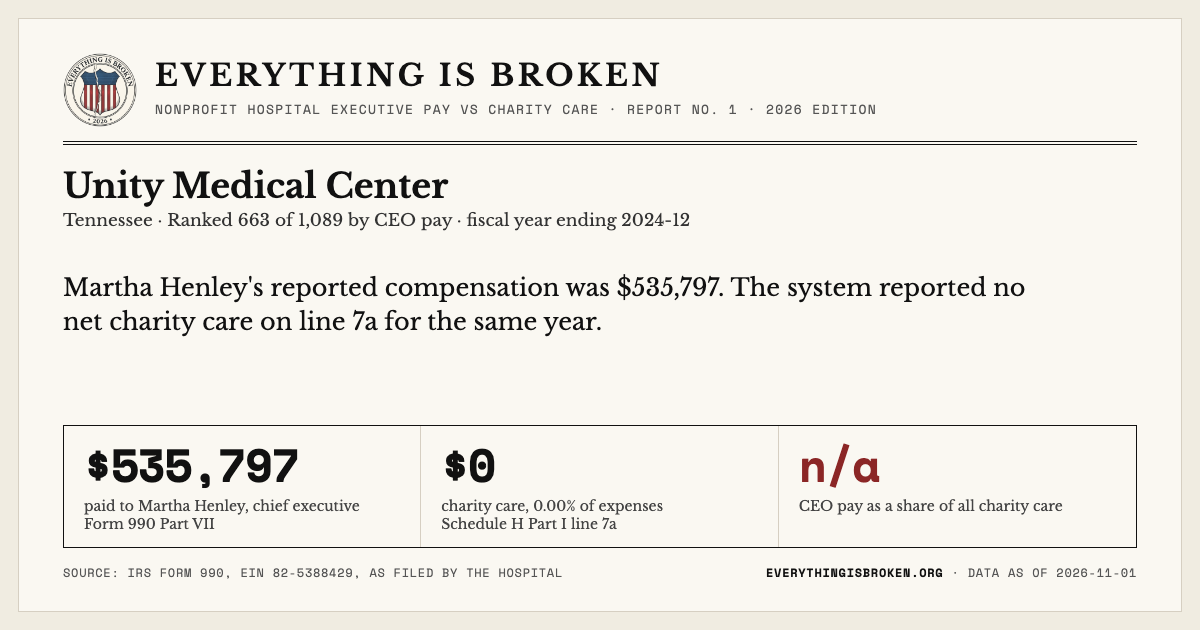 EVERYTHING IS BROKEN
• 2026 •
EVERYTHING IS BROKEN
NONPROFIT HOSPITAL EXECUTIVE PAY VS CHARITY CARE · REPORT NO. 1 · 2026 EDITION
Unity Medical Center
Tennessee · Ranked 663 of 1,089 by CEO pay · fiscal year ending 2024-12
Martha Henley's reported compensation was $535,797. The system reported no
net charity care on line 7a for the same year.
$535,797
paid to Martha Henley, chief executive
Form 990 Part VII
$0
charity care, 0.00% of expenses
Schedule H Part I line 7a
n/a
CEO pay as a share of all charity care
SOURCE: IRS FORM 990, EIN 82-5388429, AS FILED BY THE HOSPITAL
EVERYTHINGISBROKEN.ORG · DATA AS OF 2026-11-01